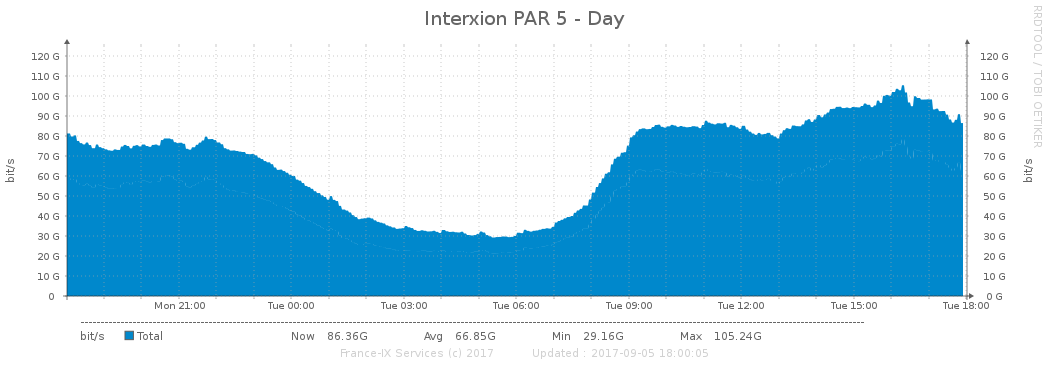 Interxion PAR 5 - Day
RRDTOOL / TOBI OETIKER
120 G 120 G
110 G 110 G
100 G 100 G
90 G 90 G
80 G 80 G
70 G 70 G
60 G 60 G
50 G 50 G
40 G 40 G
30 G 30 G
20 G 20 G
10 G 10 G
0 0 G
bit/s
bit/s
Mon 21:00 Tue 00:00 Tue 03:00 Tue 06:00 Tue 09:00 Tue 12:00 Tue 15:00 Tue 18:00
bit/s Total Now 86.36G Avg 66.85G Min 29.16G Max 105.24G
France-IX Services (c) 2017 Updated : 2017-09-05 18:00:05